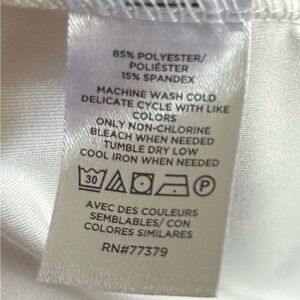 85% POLYESTER/
POLIÉSTER
15% SPANDEX
MACHINE WASH COLD
DELICATE CYCLE WITH LIKE
COLORS
ONLY NON-CHLORINE
BLEACH WHEN NEEDED
TUMBLE DRY LOW
COOL IRON WHEN NEEDED
30 P
AVEC DES COULEURS
SEMBLABLES/ CON
COLORES SIMILARES
RN#77379